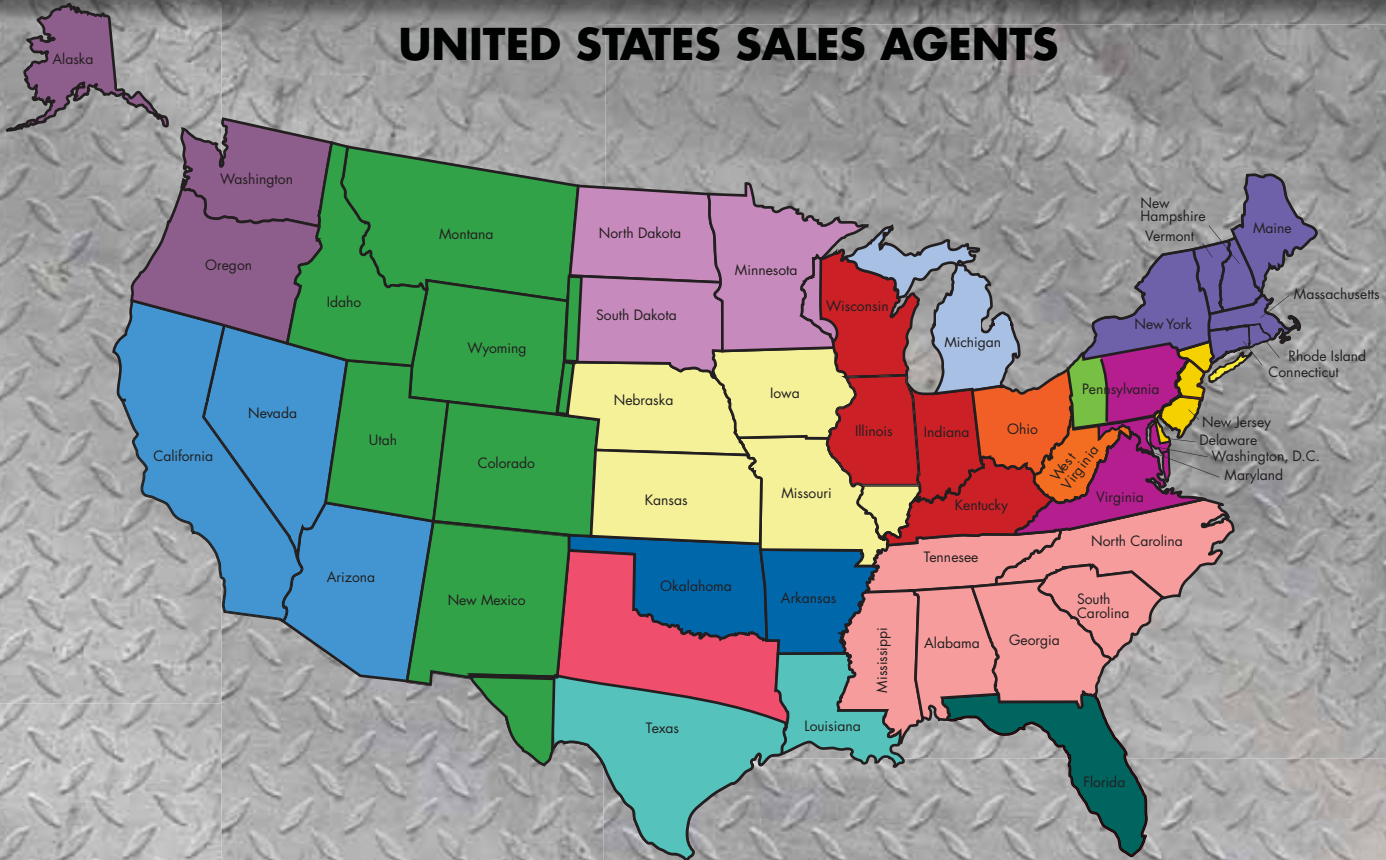 UNITED STATES SALES AGENTS
Alaska
Washington
Oregon
Montana
Idaho
Wyoming
North Dakota
South Dakota
Minnesota
Wisconsin
Michigan
New
Hampshire
Vermont
Maine
Massachusetts
New York
Rhode Island
Connecticut
Nevada
California
Utah
Colorado
Nebraska
Iowa
Kansas
Missouri
Illinois
Indiana
Ohio
Pennsylvania
New Jersey
Delaware
Washington, D.C.
Maryland
West
Virginia
Virginia
Kentucky
Arizona
New Mexico
Okalahoma
Arkansas
Tennesee
North Carolina
South
Carolina
Mississippi
Alabama
Georgia
Texas
Louisiana
Florida